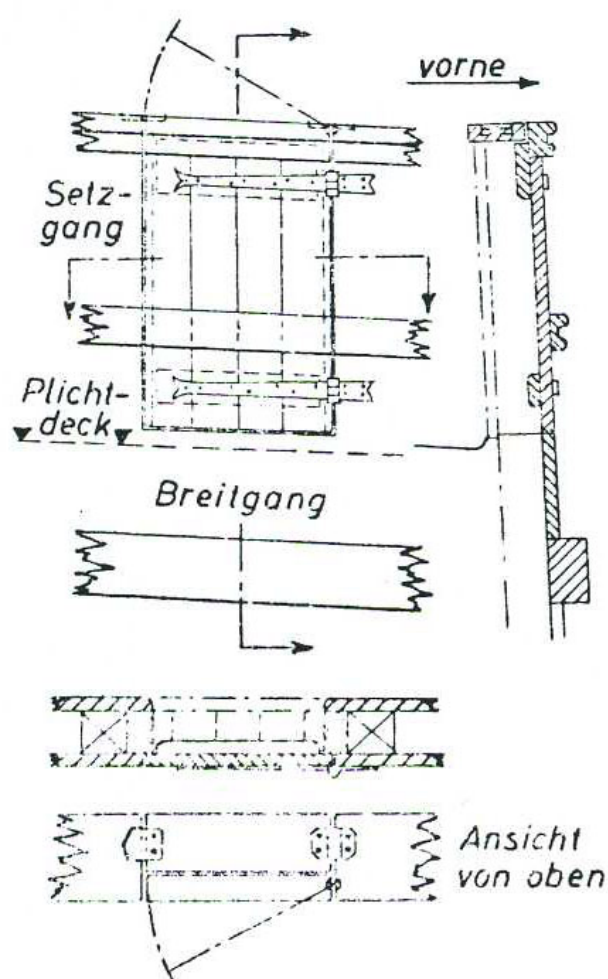 vorne
Setz-
gang
Plicht-
deck
Breitgang
Ansicht
von oben